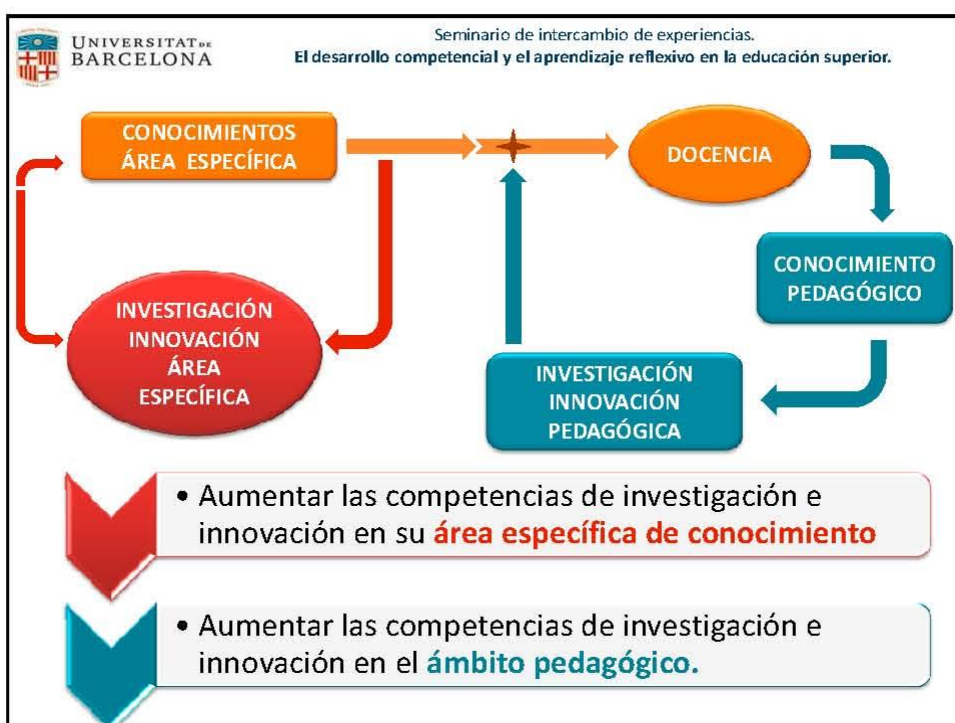 UNIVERSITAT DE
BARCELONA
Seminario de intercambio de experiencias.
El desarrollo competencial y el aprendizaje reflexivo en la educación superior.
CONOCIMIENTOS
ÁREA ESPECÍFICA
DOCENCIA
CONOCIMIENTO
PEDAGÓGICO
INVESTIGACIÓN
INNOVACIÓN
ÁREA
ESPECÍFICA
INVESTIGACIÓN
INNOVACIÓN
PEDAGÓGICA
• Aumentar las competencias de investigación e
innovación en su área específica de conocimiento
• Aumentar las competencias de investigación e
innovación en el ámbito pedagógico.